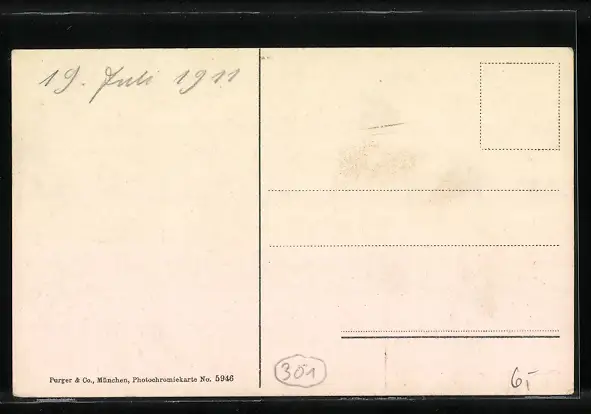 19. Juli 1911
Purger & Co., München, Photochromiekarte No. 5946
301
6,-